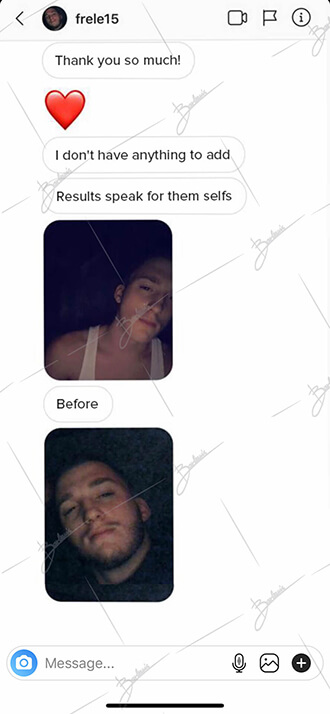 frele15
Thank you so much!
I don't have anything to add
Results speak for them selfs
Before
Message...